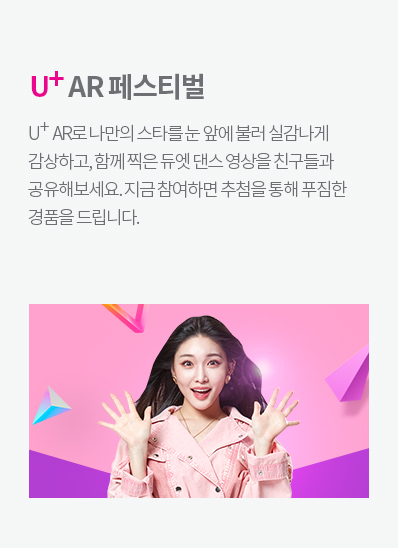 U+ AR 페스티벌
U+ AR로 나만의 스타를 눈 앞에 불러 실감나게
감상하고, 함께 찍은 듀엣 댄스 영상을 친구들과
공유해보세요. 지금 참여하면 추첨을 통해 푸짐한
경품을 드립니다.